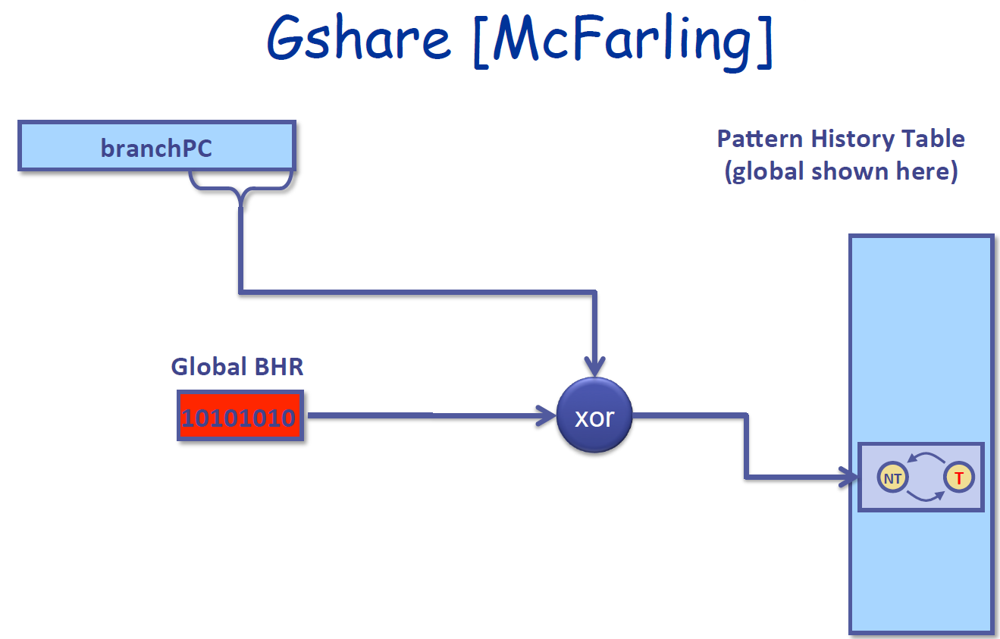 Gshare [McFarling]
branchPC
Pattern History Table
(global shown here)
Global BHR
10101010
xor
NT
T